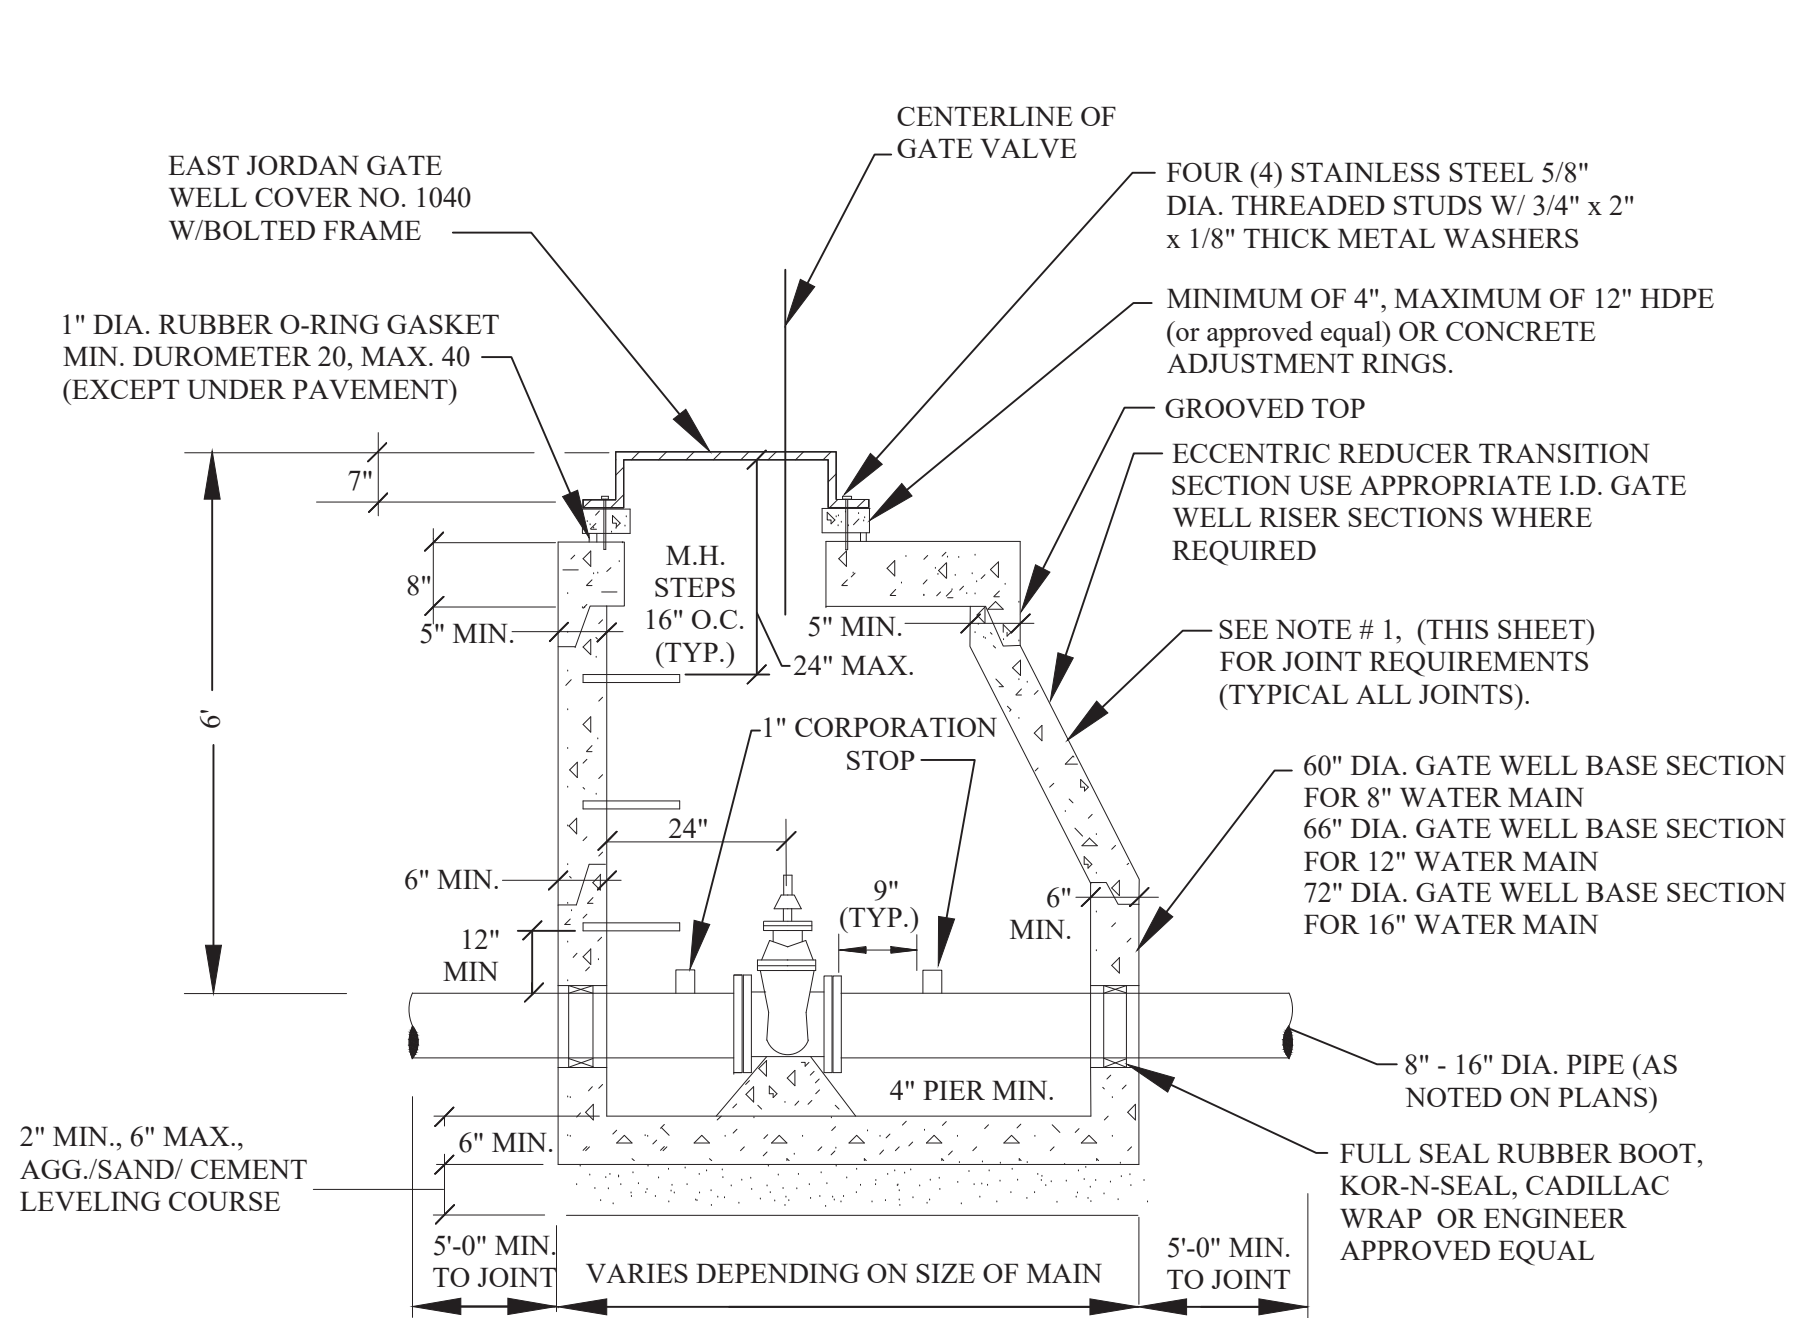 CENTERLINE OF
GATE VALVE
EAST JORDAN GATE
WELL COVER NO. 1040
W/BOLTED FRAME
FOUR (4) STAINLESS STEEL 5/8"
DIA. THREADED STUDS W/ 3/4" x 2"
x 1/8" THICK METAL WASHERS
1" DIA. RUBBER O-RING GASKET
MIN. DUROMETER 20, MAX. 40
(EXCEPT UNDER PAVEMENT)
MINIMUM OF 4", MAXIMUM OF 12" HDPE
(or approved equal) OR CONCRETE
ADJUSTMENT RINGS.
GROOVED TOP
ECCENTRIC REDUCER TRANSITION
SECTION USE APPROPRIATE I.D. GATE
WELL RISER SECTIONS WHERE
REQUIRED
7"
8"
M.H.
STEPS
16" O.C.
(TYP.)
5" MIN.
5" MIN.
24" MAX.
SEE NOTE # 1, (THIS SHEET)
FOR JOINT REQUIREMENTS
(TYPICAL ALL JOINTS).
6'
1" CORPORATION
STOP
60" DIA. GATE WELL BASE SECTION
FOR 8" WATER MAIN
66" DIA. GATE WELL BASE SECTION
FOR 12" WATER MAIN
72" DIA. GATE WELL BASE SECTION
FOR 16" WATER MAIN
24"
6" MIN.
9"
(TYP.)
6"
MIN.
12"
MIN
8" - 16" DIA. PIPE (AS
NOTED ON PLANS)
4" PIER MIN.
2" MIN., 6" MAX.,
AGG./SAND/ CEMENT
LEVELING COURSE
6" MIN.
FULL SEAL RUBBER BOOT,
KOR-N-SEAL, CADILLAC
WRAP OR ENGINEER
APPROVED EQUAL
5'-0" MIN.
TO JOINT
VARIES DEPENDING ON SIZE OF MAIN
5'-0" MIN.
TO JOINT